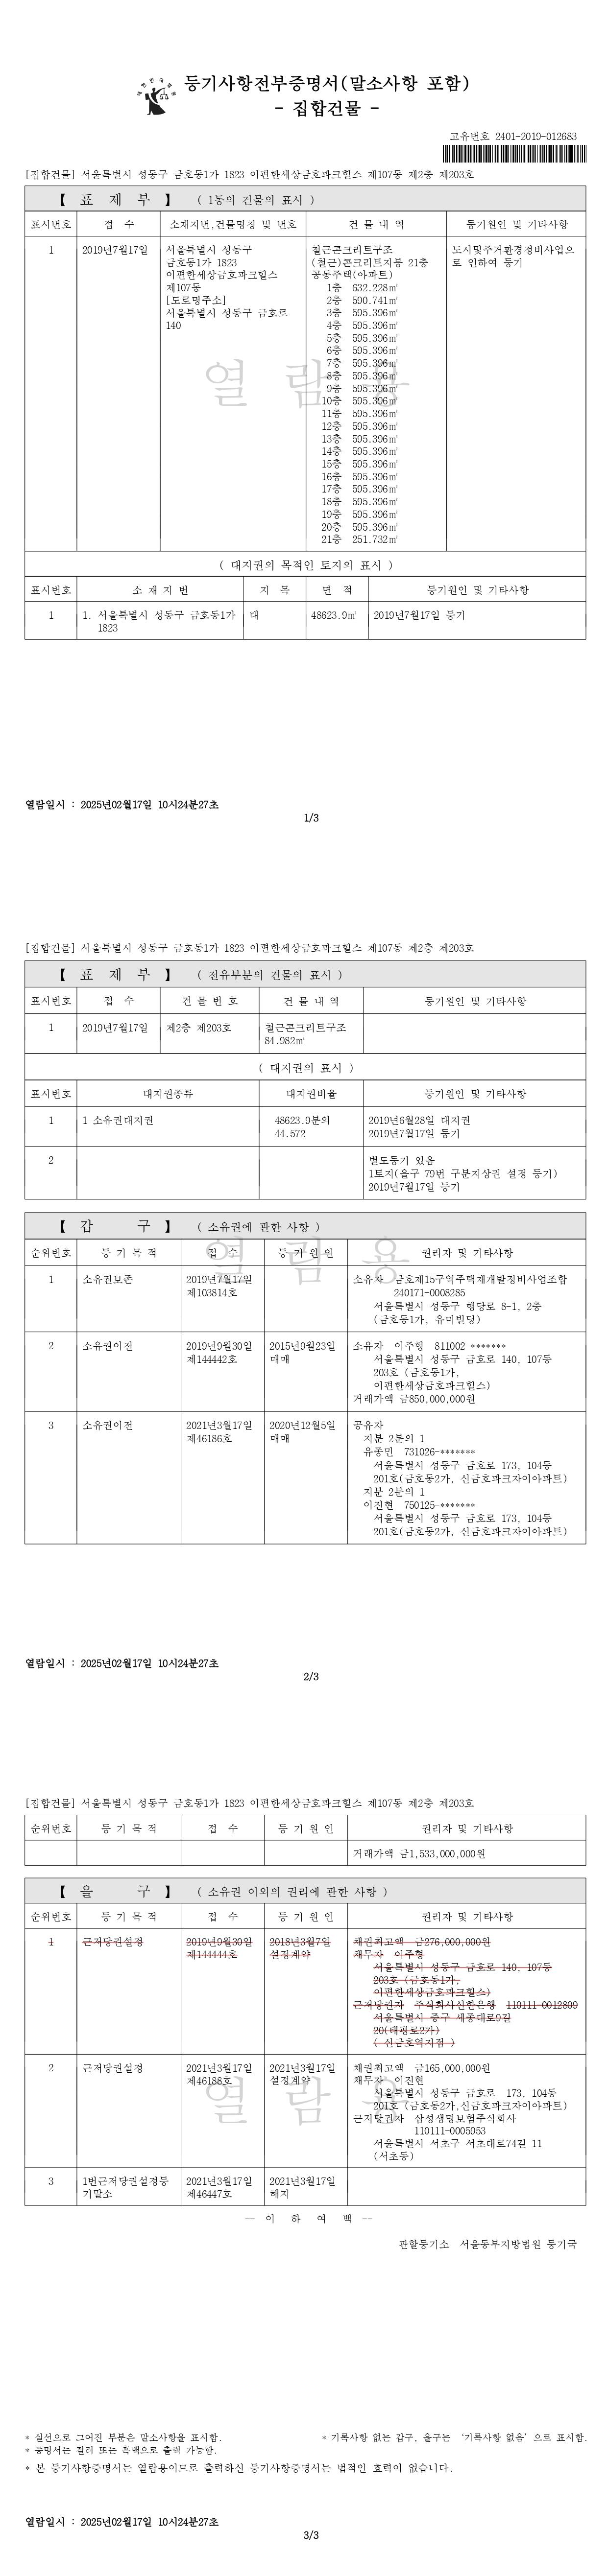 등기사항전부증명서(말소사항 포함)
- 집합건물 -
고유번호 2401-2019-012683
[집합건물] 서울특별시 성동구 금호동1가 1823 이편한세상금호파크힐스 제107동 제2층 제203호
【 표 제 부 】 ( 1동의 건물의 표시 )
표시번호 접 수 소재지번,건물명칭 및 번호 건 물 내 역 등기원인 및 기타사항
1 2019년7월17일 서울특별시 성동구 철근콘크리트구조 도시및주거환경정비사업으
금호동1가 1823 (철근)콘크리트지붕 21층 로 인하여 등기
이편한세상금호파크힐스 공동주택(아파트)
제107동 1층 632.228㎡
[도로명주소] 2층 590.741㎡
서울특별시 성동구 금호로 3층 595.396㎡
140 4층 595.396㎡
5층 595.396㎡
6층 595.396㎡
7층 595.396㎡
8층 595.396㎡
9층 595.396㎡
10층 595.396㎡
11층 595.396㎡
12층 595.396㎡
13층 595.396㎡
14층 595.396㎡
15층 595.396㎡
16층 595.396㎡
17층 595.396㎡
18층 595.396㎡
19층 595.396㎡
20층 595.396㎡
21층 251.732㎡
열 람 용
( 대지권의 목적인 토지의 표시 )
표시번호 소 재 지 번 지 목 면 적 등기원인 및 기타사항
1 1. 서울특별시 성동구 금호동1가 대 48623.9㎡ 2019년7월17일 등기
1823
열람일시 : 2025년02월17일 10시24분27초
1/3
[집합건물] 서울특별시 성동구 금호동1가 1823 이편한세상금호파크힐스 제107동 제2층 제203호
【 표 제 부 】 ( 전유부분의 건물의 표시 )
표시번호 접 수 건 물 번 호 건 물 내 역 등기원인 및 기타사항
1 2019년7월17일 제2층 제203호 철근콘크리트구조
84.982㎡
( 대지권의 표시 )
표시번호 대지권종류 대지권비율 등기원인 및 기타사항
1 1 소유권대지권 48623.9분의 2019년6월28일 대지권
44.572 2019년7월17일 등기
2 별도등기 있음
1토지(을구 79번 구분지상권 설정 등기)
2019년7월17일 등기
【 갑 구 】 ( 소유권에 관한 사항 )
열 람 용
순위번호 등 기 목 적 접 수 등 기 원 인 권리자 및 기타사항
1 소유권보존 2019년7월17일 소유자 금호제15구역주택재개발정비사업조합
제103814호 240171-0008285
서울특별시 성동구 행당로 8-1, 2층
(금호동1가, 유미빌딩)
2 소유권이전 2019년9월30일 2015년9월23일 소유자 이주형 811002-*******
제144442호 매매 서울특별시 성동구 금호로 140, 107동
203호 (금호동1가,
이편한세상금호파크힐스)
거래가액 금850,000,000원
3 소유권이전 2021년3월17일 2020년12월5일 공유자
제46186호 매매 지분 2분의 1
유종민 731026-*******
서울특별시 성동구 금호로 173, 104동
201호(금호동2가, 신금호파크자이아파트)
지분 2분의 1
이진현 750125-*******
서울특별시 성동구 금호로 173, 104동
201호(금호동2가, 신금호파크자이아파트)
열람일시 : 2025년02월17일 10시24분27초
2/3
[집합건물] 서울특별시 성동구 금호동1가 1823 이편한세상금호파크힐스 제107동 제2층 제203호
순위번호 등 기 목 적 접 수 등 기 원 인 권리자 및 기타사항
거래가액 금1,533,000,000원
【 을 구 】 ( 소유권 이외의 권리에 관한 사항 )
순위번호 등 기 목 적 접 수 등 기 원 인 권리자 및 기타사항
1 근저당권설정 2019년9월30일 2018년3월7일 채권최고액 금276,000,000원
제144444호 설정계약 채무자 이주형
서울특별시 성동구 금호로 140, 107동
203호 (금호동1가,
이편한세상금호파크힐스)
근저당권자 주식회사신한은행 110111-0012809
서울특별시 중구 세종대로9길
20(태평로2가)
( 신금호역지점 )
2 근저당권설정 2021년3월17일 2021년3월17일 채권최고액 금165,000,000원
제46188호 설정계약 채무자 이진현
서울특별시 성동구 금호로 173, 104동
201호 (금호동2가,신금호파크자이아파트)
근저당권자 삼성생명보험주식회사
110111-0005953
서울특별시 서초구 서초대로74길 11
(서초동)
열 람 용
3 1번근저당권설정등 2021년3월17일 2021년3월17일
기말소 제46447호 해지
-- 이 하 여 백 --
관할등기소 서울동부지방법원 등기국
* 실선으로 그어진 부분은 말소사항을 표시함. * 기록사항 없는 갑구, 을구는 ‘기록사항 없음’ 으로 표시함.
* 증명서는 컬러 또는 흑백으로 출력 가능함.
* 본 등기사항증명서는 열람용이므로 출력하신 등기사항증명서는 법적인 효력이 없습니다.
열람일시 : 2025년02월17일 10시24분27초
3/3